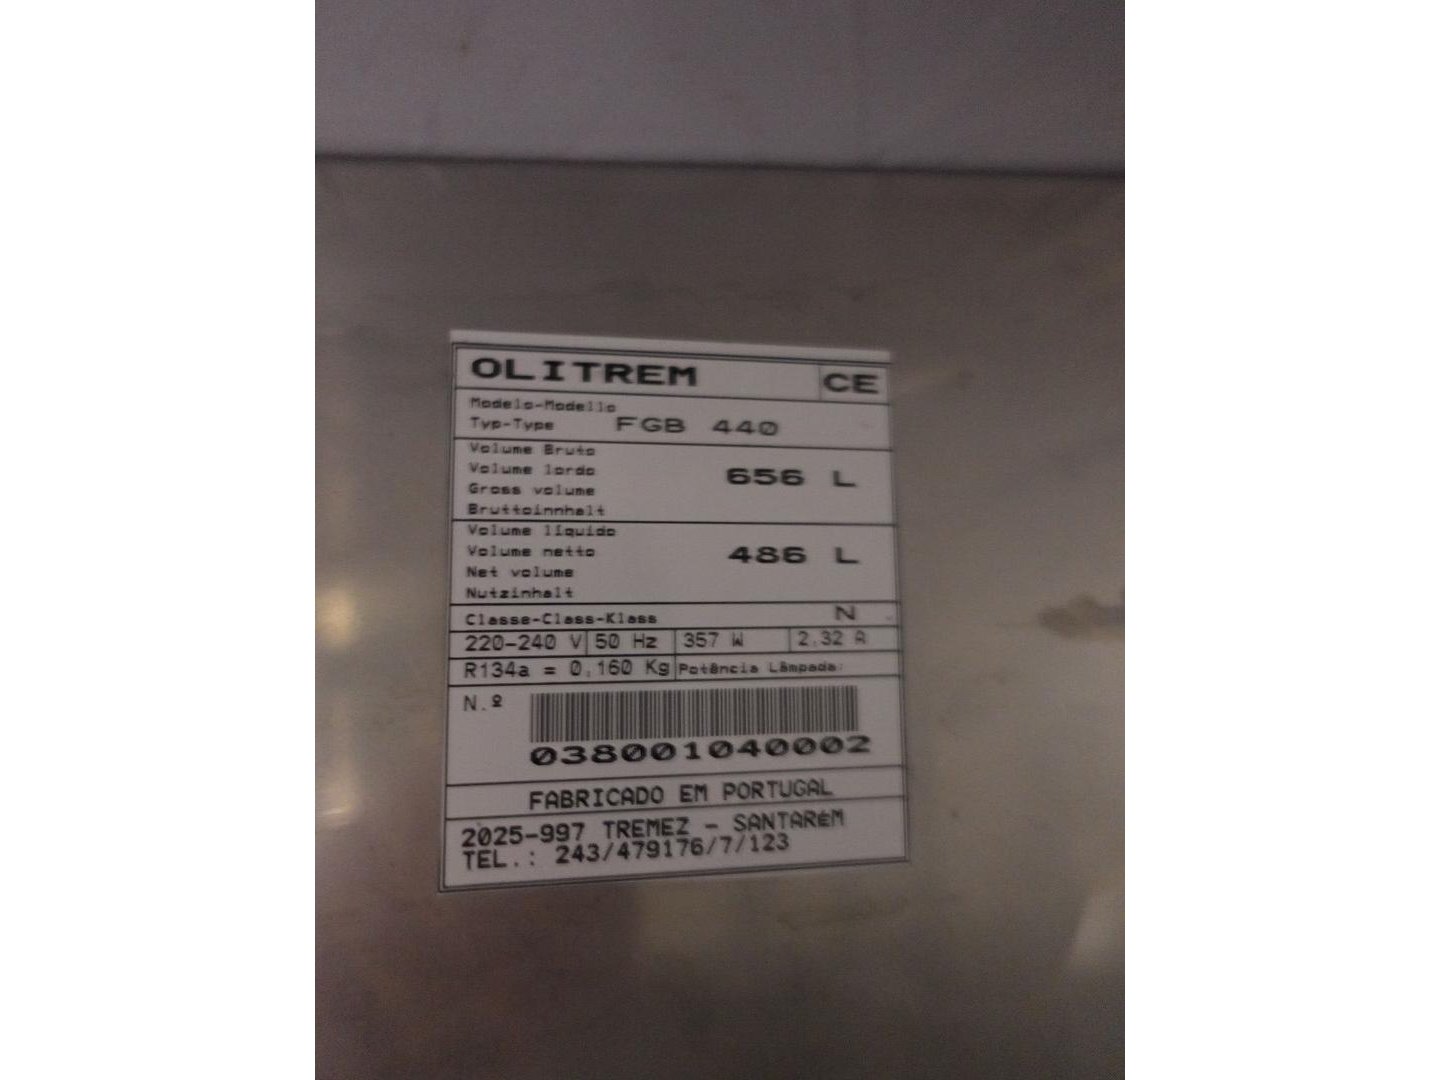 OLITREM CE
Modelo-Modello
Typ-Type FGB 440
Volume Bruto
Volume lordo 656 L
Gross volume
Bruttoinnhalt
Volume líquido
Volume netto 486 L
Net volume
Nutzinhalt
Classe-Class-Klass N
220-240 V 50 Hz 357 W 2,32 A
R134a = 0,160 Kg Potência Lâmpada:
N.º
038001040002
FABRICADO EM PORTUGAL
2025-997 TREMEZ - SANTARÉM
TEL.: 243/479176/7/123